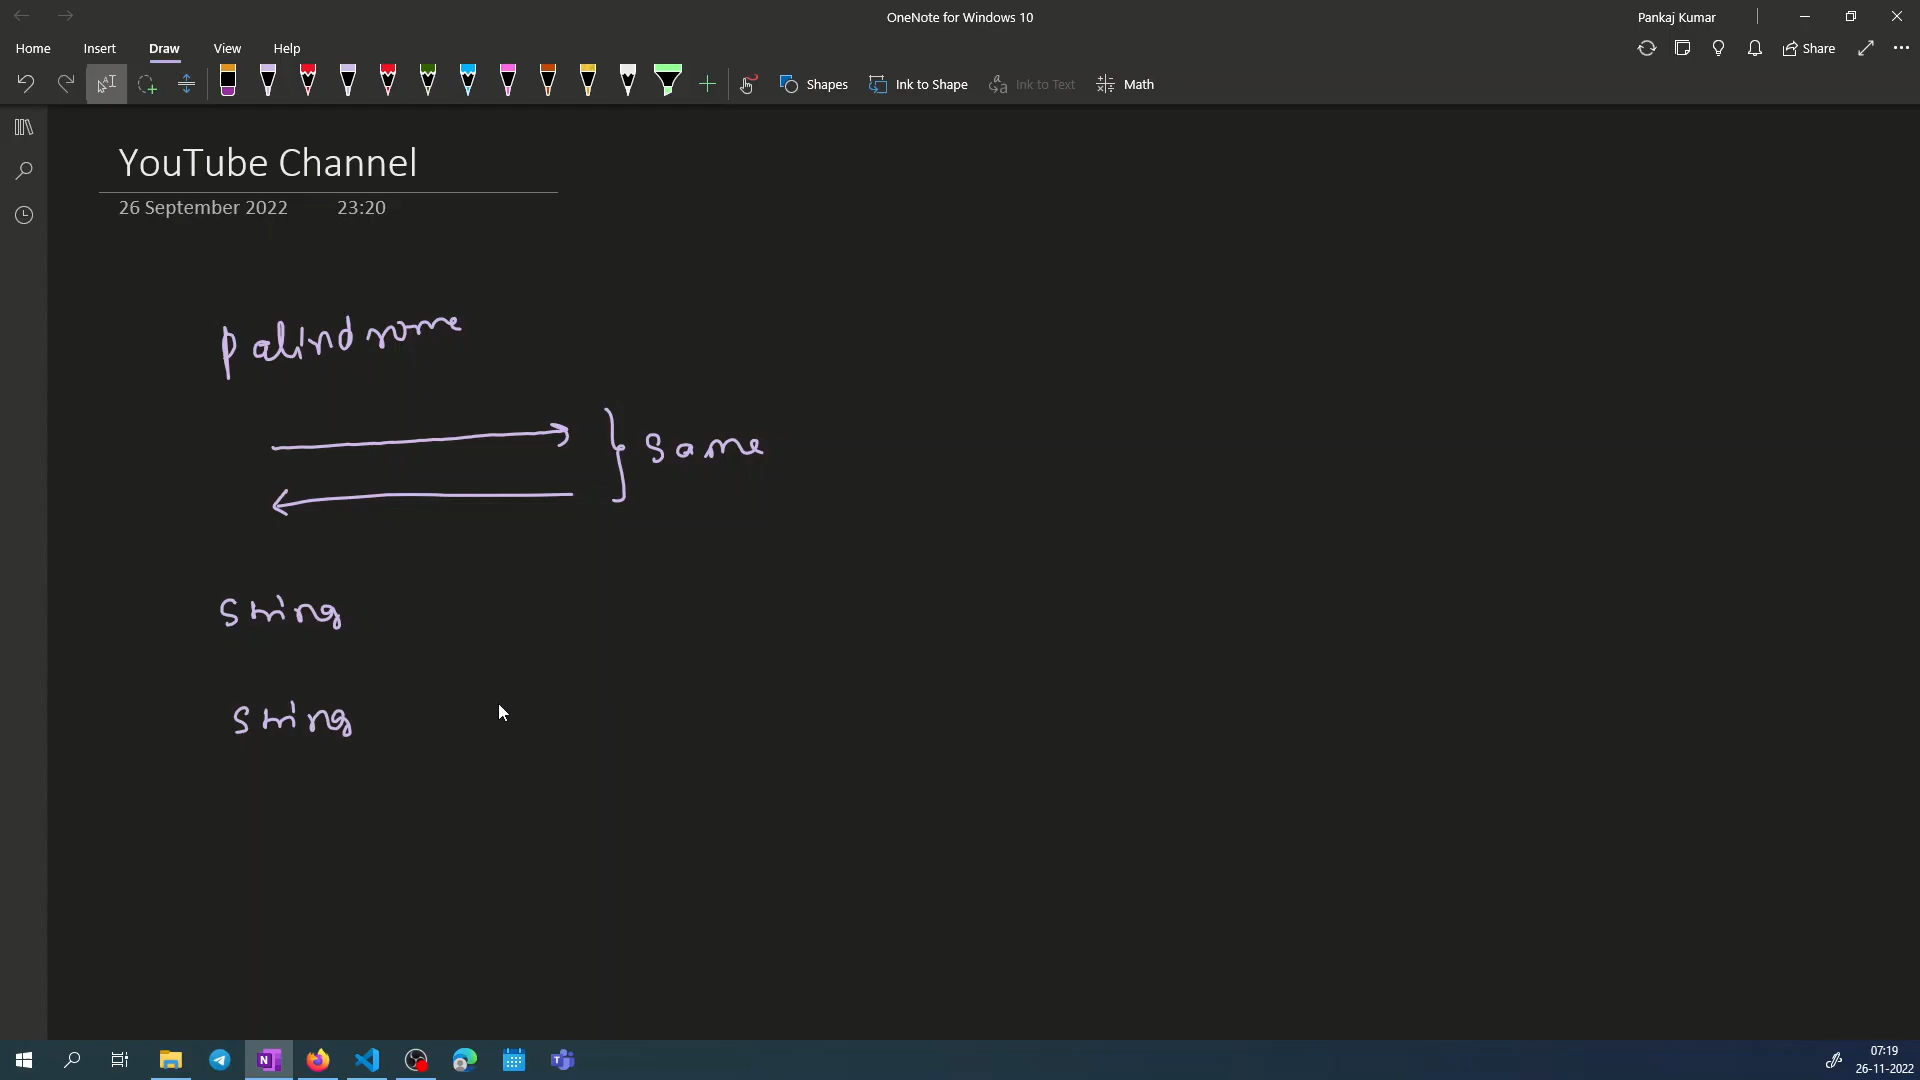 OneNote for Windows 10
Pankaj Kumar
Home Insert Draw View Help
Share
Shapes Ink to Shape Ink to Text Math
YouTube Channel
26 September 2022 23:20
palindrome
same
string
string
07:19
26-11-2022